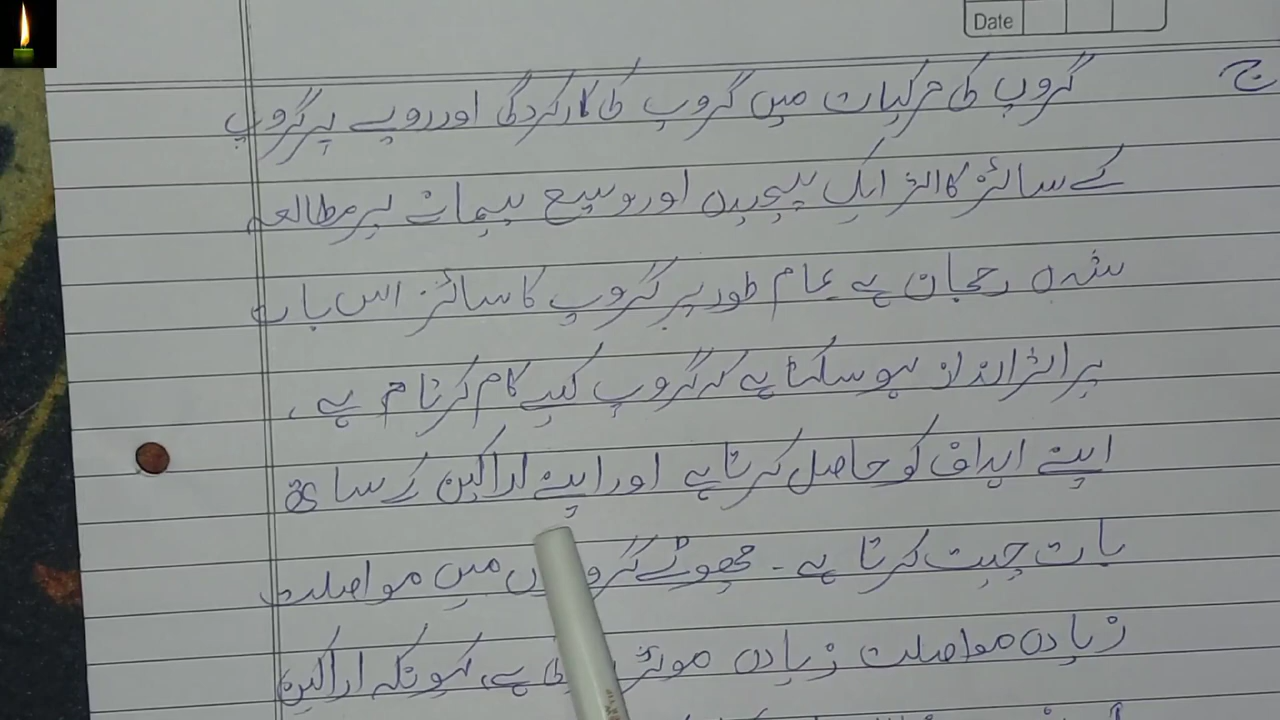 Date
ج گروپ کی حرکیات میں گروپ کی کارکردگی اور رویے پر گروپ
کے سائز کا اثر ایک پیچیدہ اور وسیع پیمانے پر مطالعہ
شدہ رجحان ہے عام طور پر گروپ کا سائز اس بات
پر اثر انداز ہو سکتا ہے کہ گروپ کیسے کام کرتا ہے،
اپنے اہداف کو حاصل کرتا ہے اور اپنے اراکین کے ساتھ
بات چیت کرتا ہے۔ چھوٹے میں مواصلت
زیادہ مواصلت زیادہ موثر ہے، کیونکہ اراکین